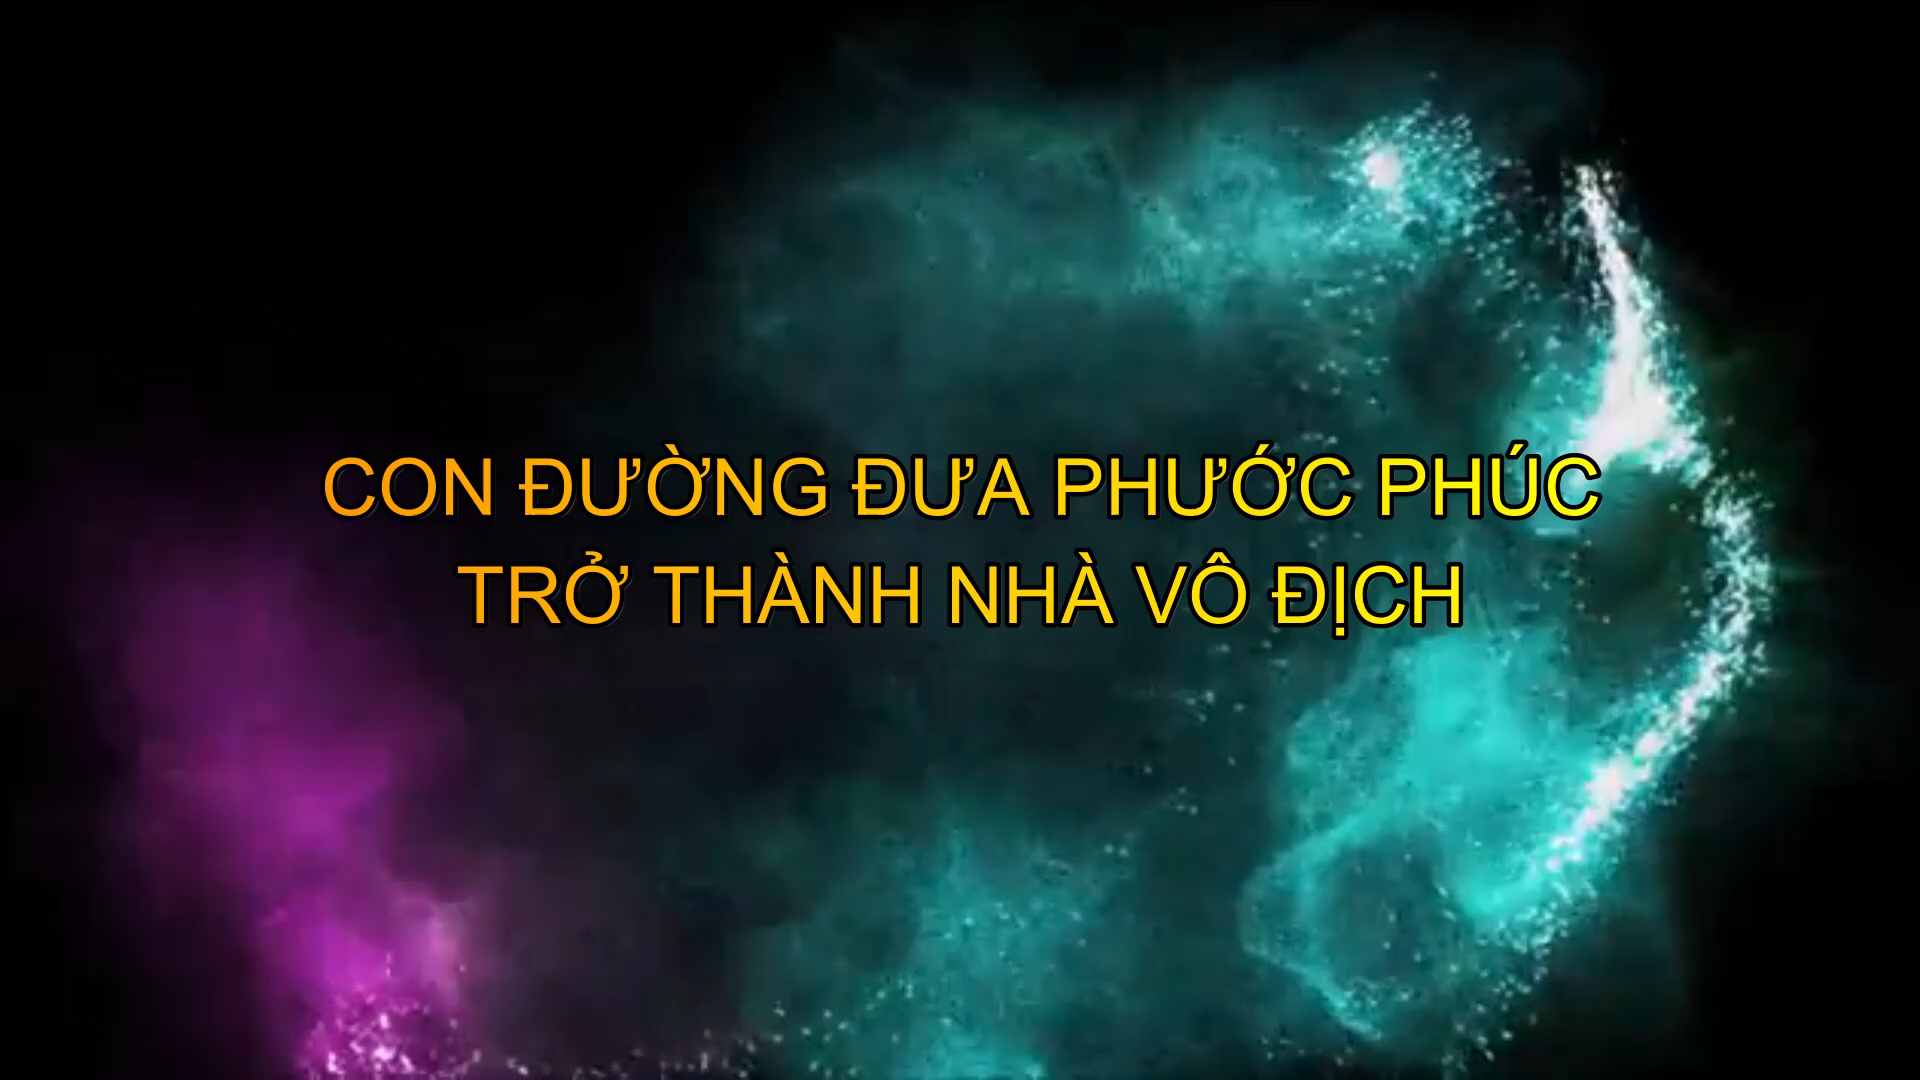 CON ĐƯỜNG ĐƯA PHƯỚC PHÚC
TRỞ THÀNH NHÀ VÔ ĐỊCH